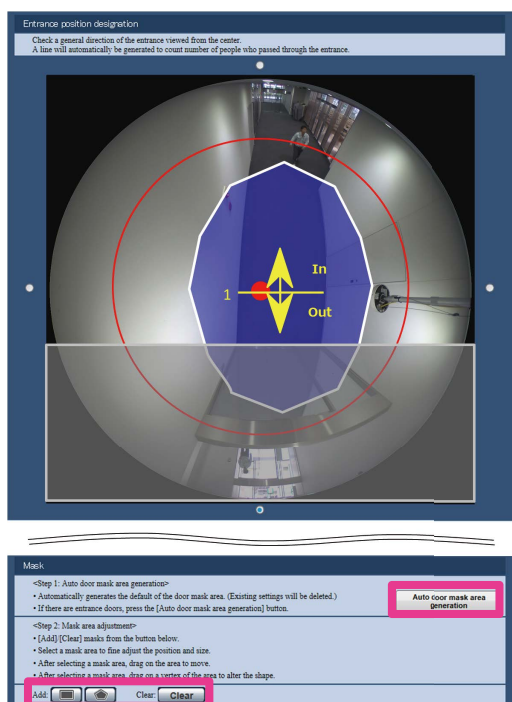 Entrance position designation
Check a general direction of the entrance viewed from the center.
A line will automatically be generated to count number of people who passed through the entrance.
In
1
Out
Mask
<Step 1: Auto door mask area generation>
• Automatically generates the default of the door mask area. (Existing settings will be deleted.)
• If there are entrance doors, press the [Auto door mask area generation] button.
Auto door mask area
generation
<Step 2: Mask area adjustment>
• [Add]/[Clear] masks from the button below.
• Select a mask area to fine adjust the position and size.
• After selecting a mask area, drag on the area to move.
• After selecting a mask area, drag on a vertex of the area to alter the shape.
Add: Clear: Clear